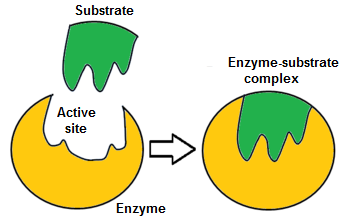 Substrate
Active
site
Enzyme
Enzyme-substrate
complex